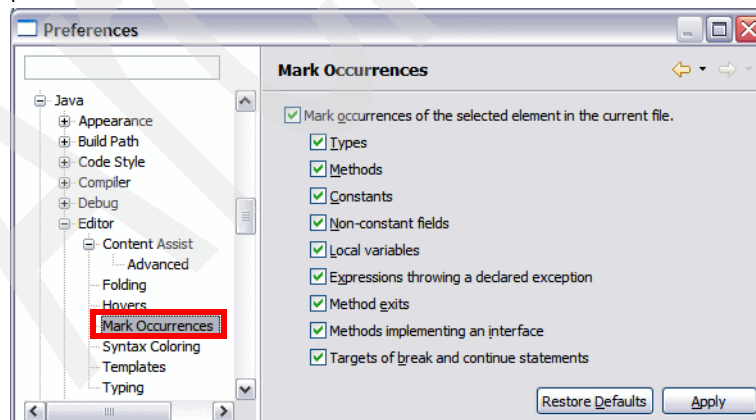 Preferences
Mark Occurrences
Java
Appearance
Build Path
Code Style
Compiler
Debug
Editor
Content Assist
Advanced
Folding
Hovers
Mark Occurrences
Syntax Coloring
Templates
Typing
Mark occurrences of the selected element in the current file.
Types
Methods
Constants
Non-constant fields
Local variables
Expressions throwing a declared exception
Method exits
Methods implementing an interface
Targets of break and continue statements
Restore Defaults
Apply